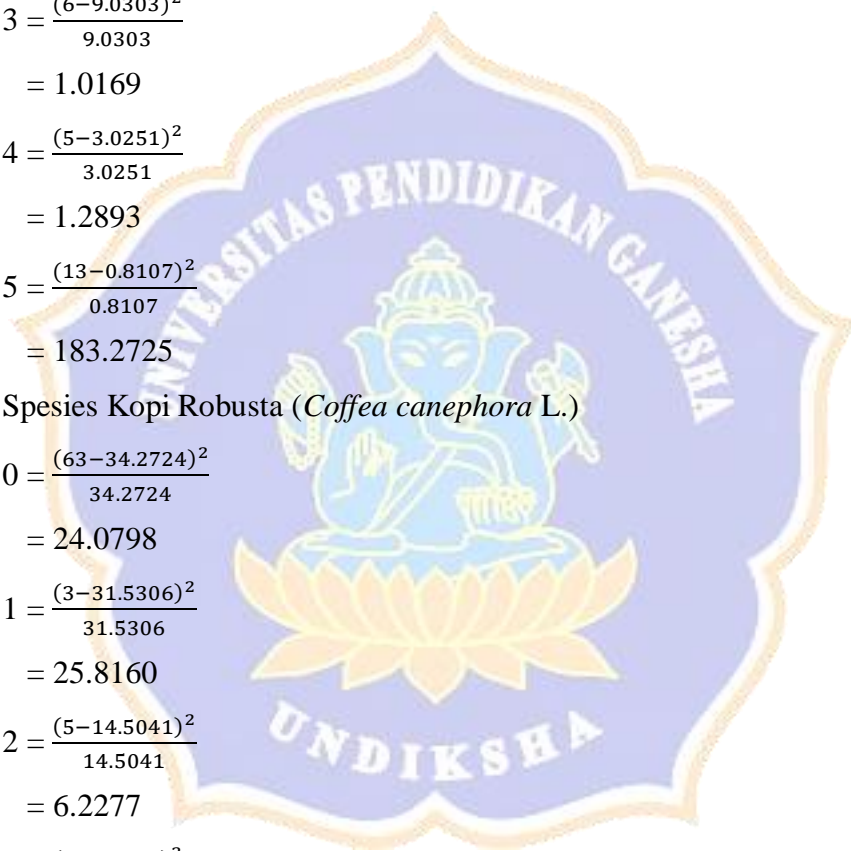 3 = (6−9.0303)² / 9.0303
= 1.0169
4 = (5−3.0251)² / 3.0251
= 1.2893
5 = (13−0.8107)² / 0.8107
= 183.2725
Spesies Kopi Robusta (Coffea canephora L.)
0 = (63−34.2724)² / 34.2724
= 24.0798
1 = (3−31.5306)² / 31.5306
= 25.8160
2 = (5−14.5041)² / 14.5041
= 6.2277
UNIVERSITAS PENDIDIKAN GANESHA
UNDIKSHA